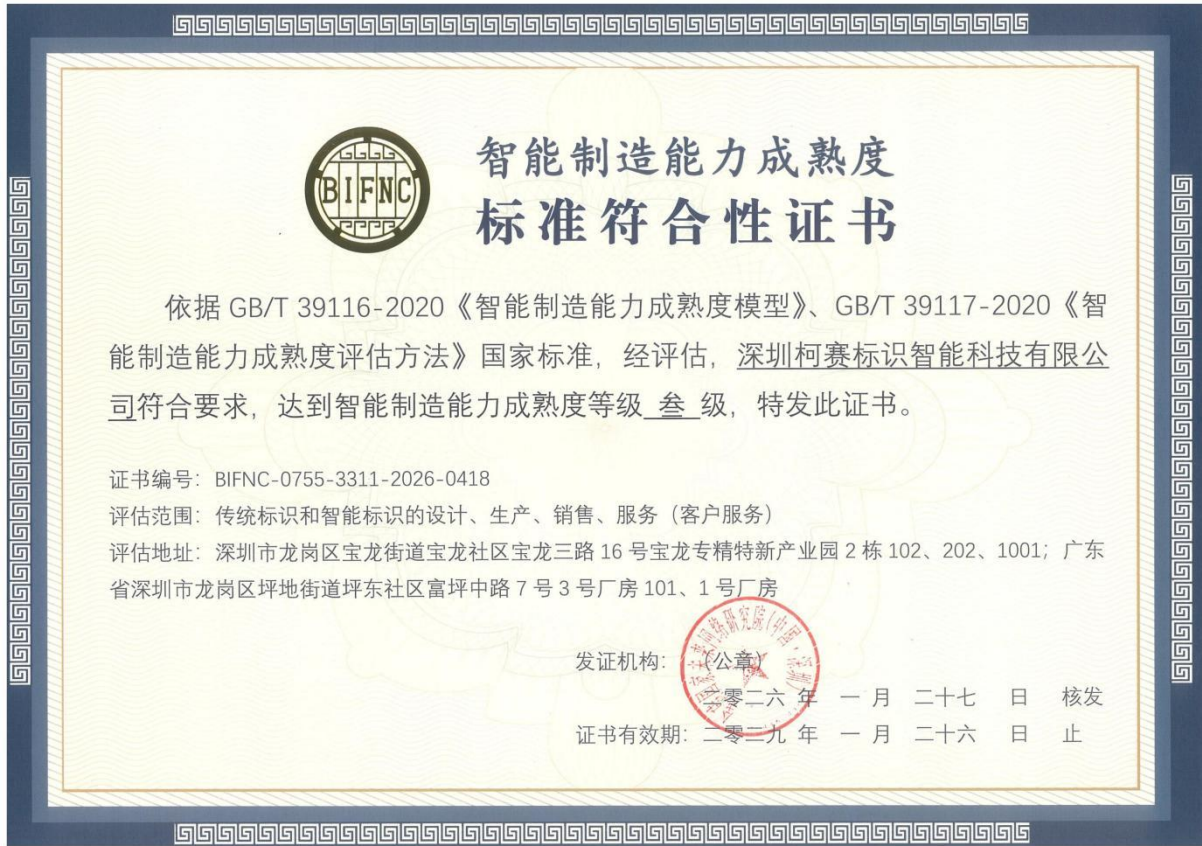 BIFNC
智能制造能力成熟度
标准符合性证书
依据 GB/T 39116-2020《智能制造能力成熟度模型》、GB/T 39117-2020《智
能制造能力成熟度评估方法》国家标准，经评估，深圳柯赛标识智能科技有限公
司符合要求，达到智能制造能力成熟度等级 叁 级，特发此证书。
证书编号：BIFNC-0755-3311-2026-0418
评估范围：传统标识和智能标识的设计、生产、销售、服务（客户服务）
评估地址：深圳市龙岗区宝龙街道宝龙社区宝龙三路 16 号宝龙专精特新产业园 2 栋 102、202、1001；广东
省深圳市龙岗区坪地街道坪东社区富坪中路 7 号 3 号厂房 101、1 号厂房
发证机构：（公章）
二零二六 年 一 月 二十七 日 核发
证书有效期：二零二九 年 一 月 二十六 日 止
研究院（中国·深圳）